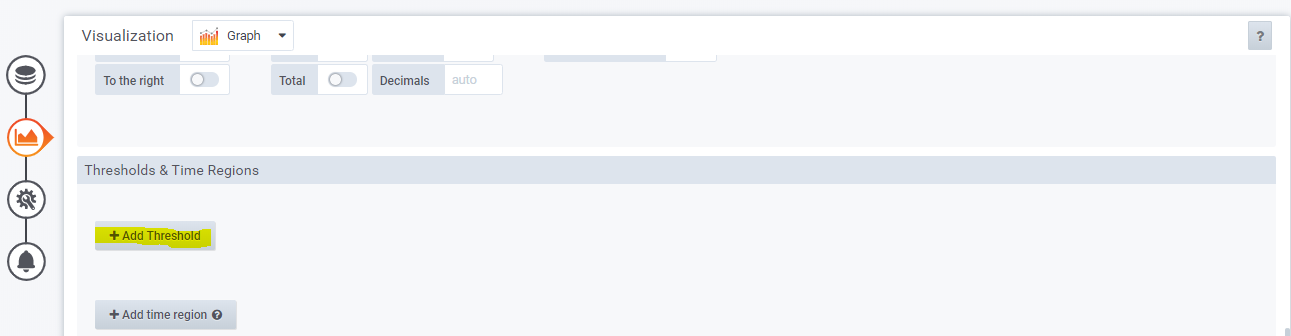 Visualization Graph ?
To the right Total Decimals auto
Thresholds & Time Regions
+ Add Threshold
+ Add time region ?